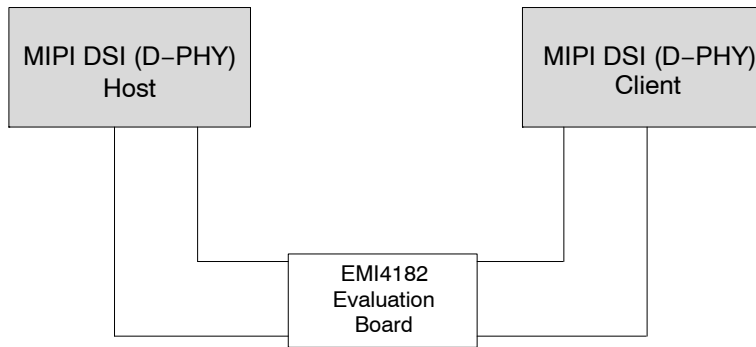 MIPI DSI (D−PHY)
Host
MIPI DSI (D−PHY)
Client
EMI4182
Evaluation
Board